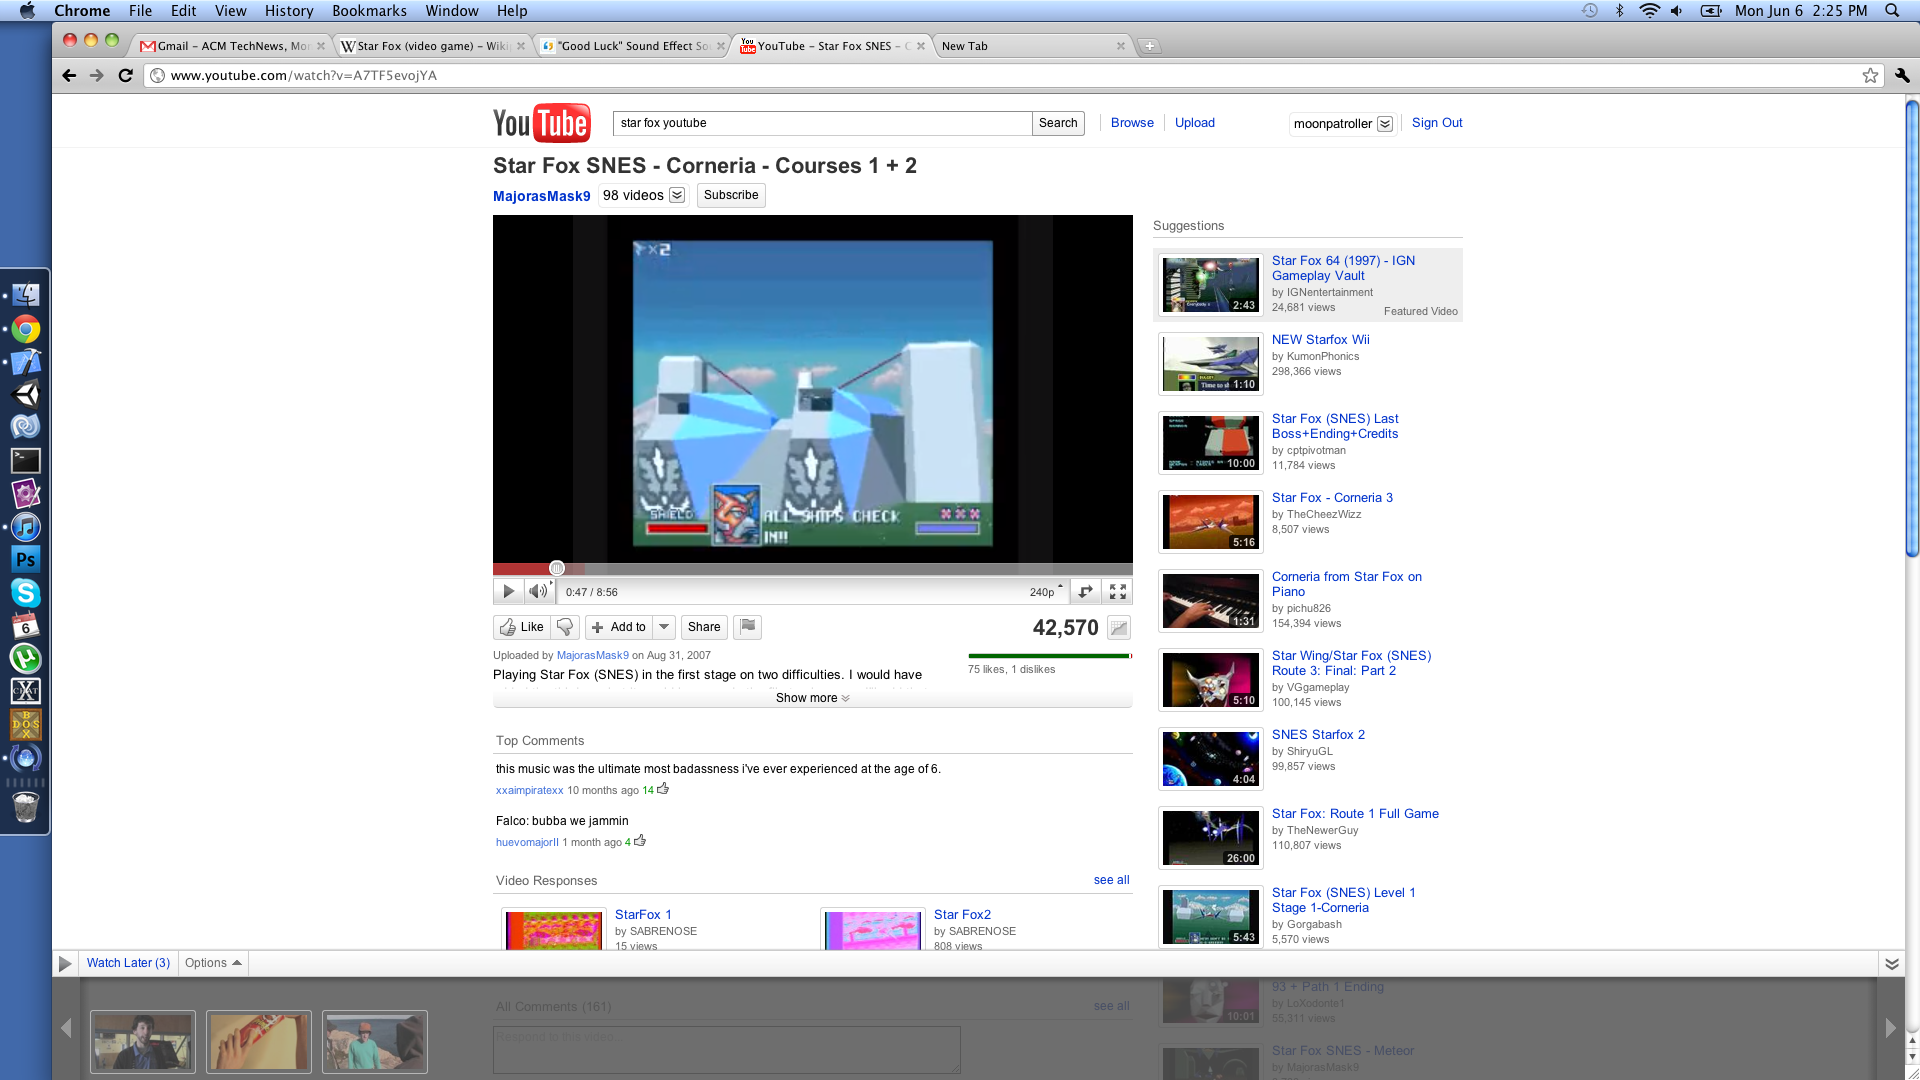 Chrome File Edit View History Bookmarks Window Help
Mon Jun 6 2:25 PM
Gmail - ACM TechNews, Mo
Star Fox (video game) - Wiki
"Good Luck" Sound Effect So
YouTube - Star Fox SNES - C
New Tab
www.youtube.com/watch?v=A7TF5evojYA
YouTube
star fox youtube
Search
Browse
Upload
moonpatroller
Sign Out
Star Fox SNES - Corneria - Courses 1 + 2
MajorasMask9 98 videos Subscribe
×2
SHIELD
ALL SHIPS CHECK
IN!!
0:47 / 8:56
240p
Like
Add to
Share
42,570
Uploaded by MajorasMask9 on Aug 31, 2007
75 likes, 1 dislikes
Playing Star Fox (SNES) in the first stage on two difficulties. I would have
Show more
Top Comments
this music was the ultimate most badassness i've ever experienced at the age of 6.
xxaimpiratexx 10 months ago 14
Falco: bubba we jammin
huevomajorII 1 month ago 4
Video Responses
see all
StarFox 1
by SABRENOSE
15 views
Star Fox2
by SABRENOSE
808 views
Suggestions
Star Fox 64 (1997) - IGN
Gameplay Vault
by IGNentertainment
24,681 views
Featured Video
2:43
NEW Starfox Wii
by KumonPhonics
298,366 views
1:10
Star Fox (SNES) Last
Boss+Ending+Credits
by cptpivotman
11,784 views
10:00
Star Fox - Corneria 3
by TheCheezWizz
8,507 views
5:16
Corneria from Star Fox on
Piano
by pichu826
154,394 views
1:31
Star Wing/Star Fox (SNES)
Route 3: Final: Part 2
by VGgameplay
100,145 views
5:10
SNES Starfox 2
by ShiryuGL
99,857 views
4:04
Star Fox: Route 1 Full Game
by TheNewerGuy
110,807 views
26:00
Star Fox (SNES) Level 1
Stage 1-Corneria
by Gorgabash
5,570 views
5:43
Watch Later (3)
Options
All Comments (161)
see all
Respond to this video...
93 + Path 1 Ending
by LoXodonte1
55,311 views
10:01
Star Fox SNES - Meteor
by MajorasMask9
Ps
6
X
CHAT
DOS